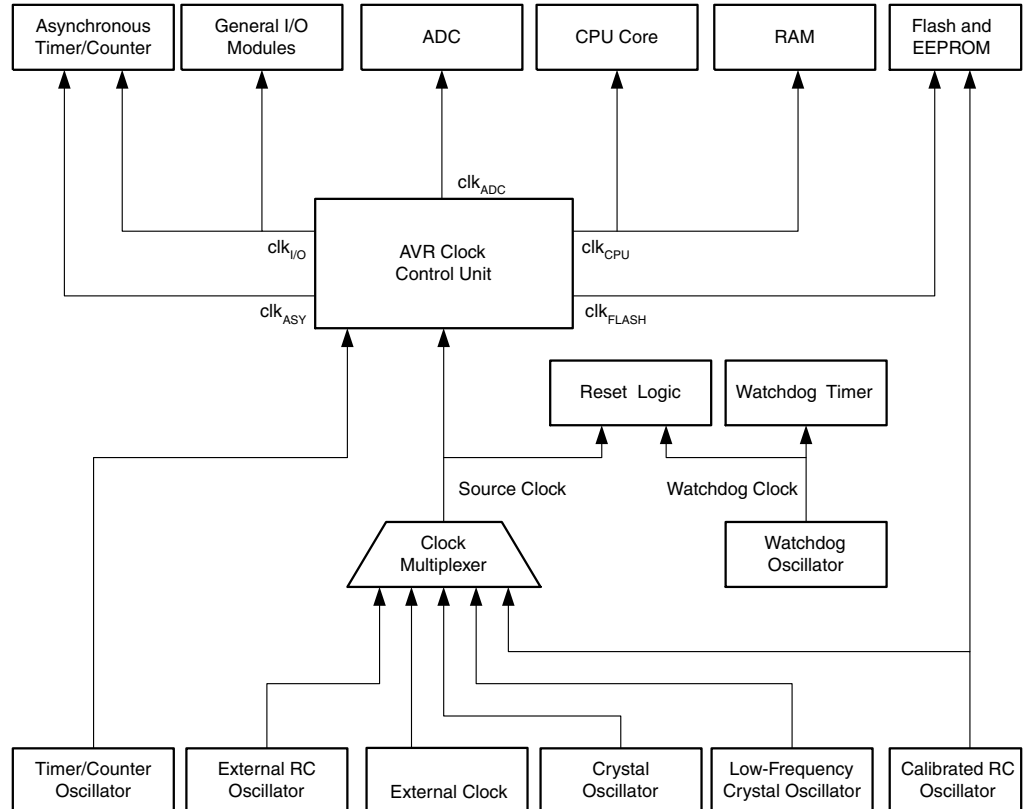 Asynchronous
Timer/Counter
General I/O
Modules
ADC
CPU Core
RAM
Flash and
EEPROM
clkADC
clkI/O
AVR Clock
Control Unit
clkCPU
clkASY
clkFLASH
Reset Logic
Watchdog Timer
Source Clock
Watchdog Clock
Clock
Multiplexer
Watchdog
Oscillator
Timer/Counter
Oscillator
External RC
Oscillator
External Clock
Crystal
Oscillator
Low-Frequency
Crystal Oscillator
Calibrated RC
Oscillator